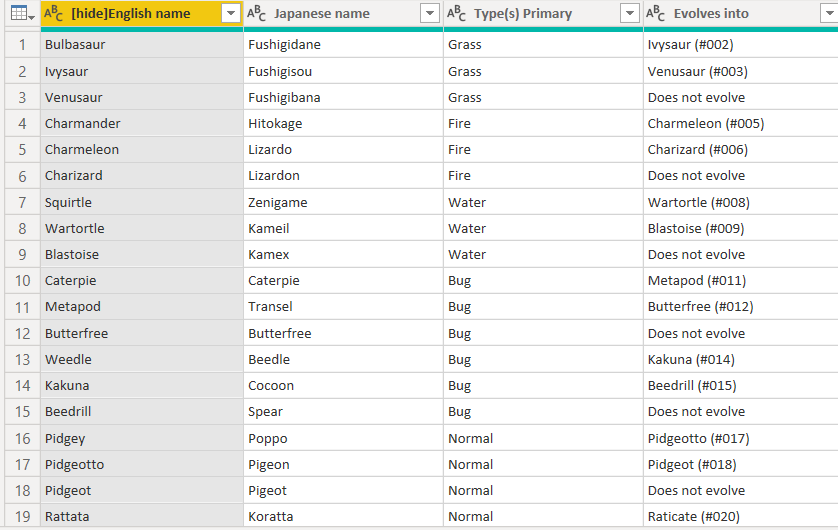 ABC [hide]English name ABC Japanese name ABC Type(s) Primary ABC Evolves into
1 Bulbasaur Fushigidane Grass Ivysaur (#002)
2 Ivysaur Fushigisou Grass Venusaur (#003)
3 Venusaur Fushigibana Grass Does not evolve
4 Charmander Hitokage Fire Charmeleon (#005)
5 Charmeleon Lizardo Fire Charizard (#006)
6 Charizard Lizardon Fire Does not evolve
7 Squirtle Zenigame Water Wartortle (#008)
8 Wartortle Kameil Water Blastoise (#009)
9 Blastoise Kamex Water Does not evolve
10 Caterpie Caterpie Bug Metapod (#011)
11 Metapod Transel Bug Butterfree (#012)
12 Butterfree Butterfree Bug Does not evolve
13 Weedle Beedle Bug Kakuna (#014)
14 Kakuna Cocoon Bug Beedrill (#015)
15 Beedrill Spear Bug Does not evolve
16 Pidgey Poppo Normal Pidgeotto (#017)
17 Pidgeotto Pigeon Normal Pidgeot (#018)
18 Pidgeot Pigeot Normal Does not evolve
19 Rattata Koratta Normal Raticate (#020)